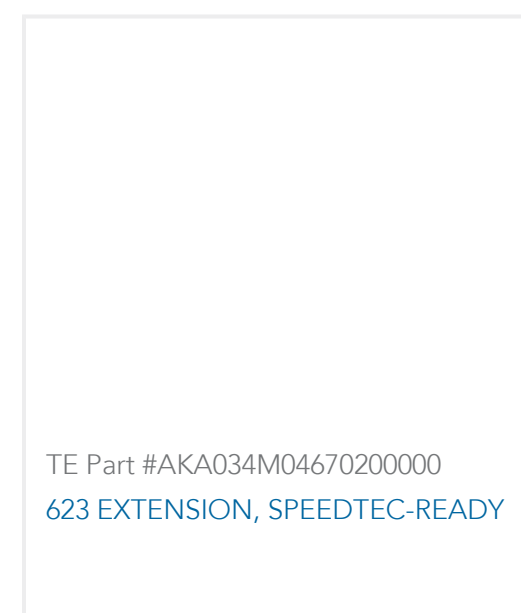 TE Part #AKA034M04670200000
623 EXTENSION, SPEEDTEC-READY